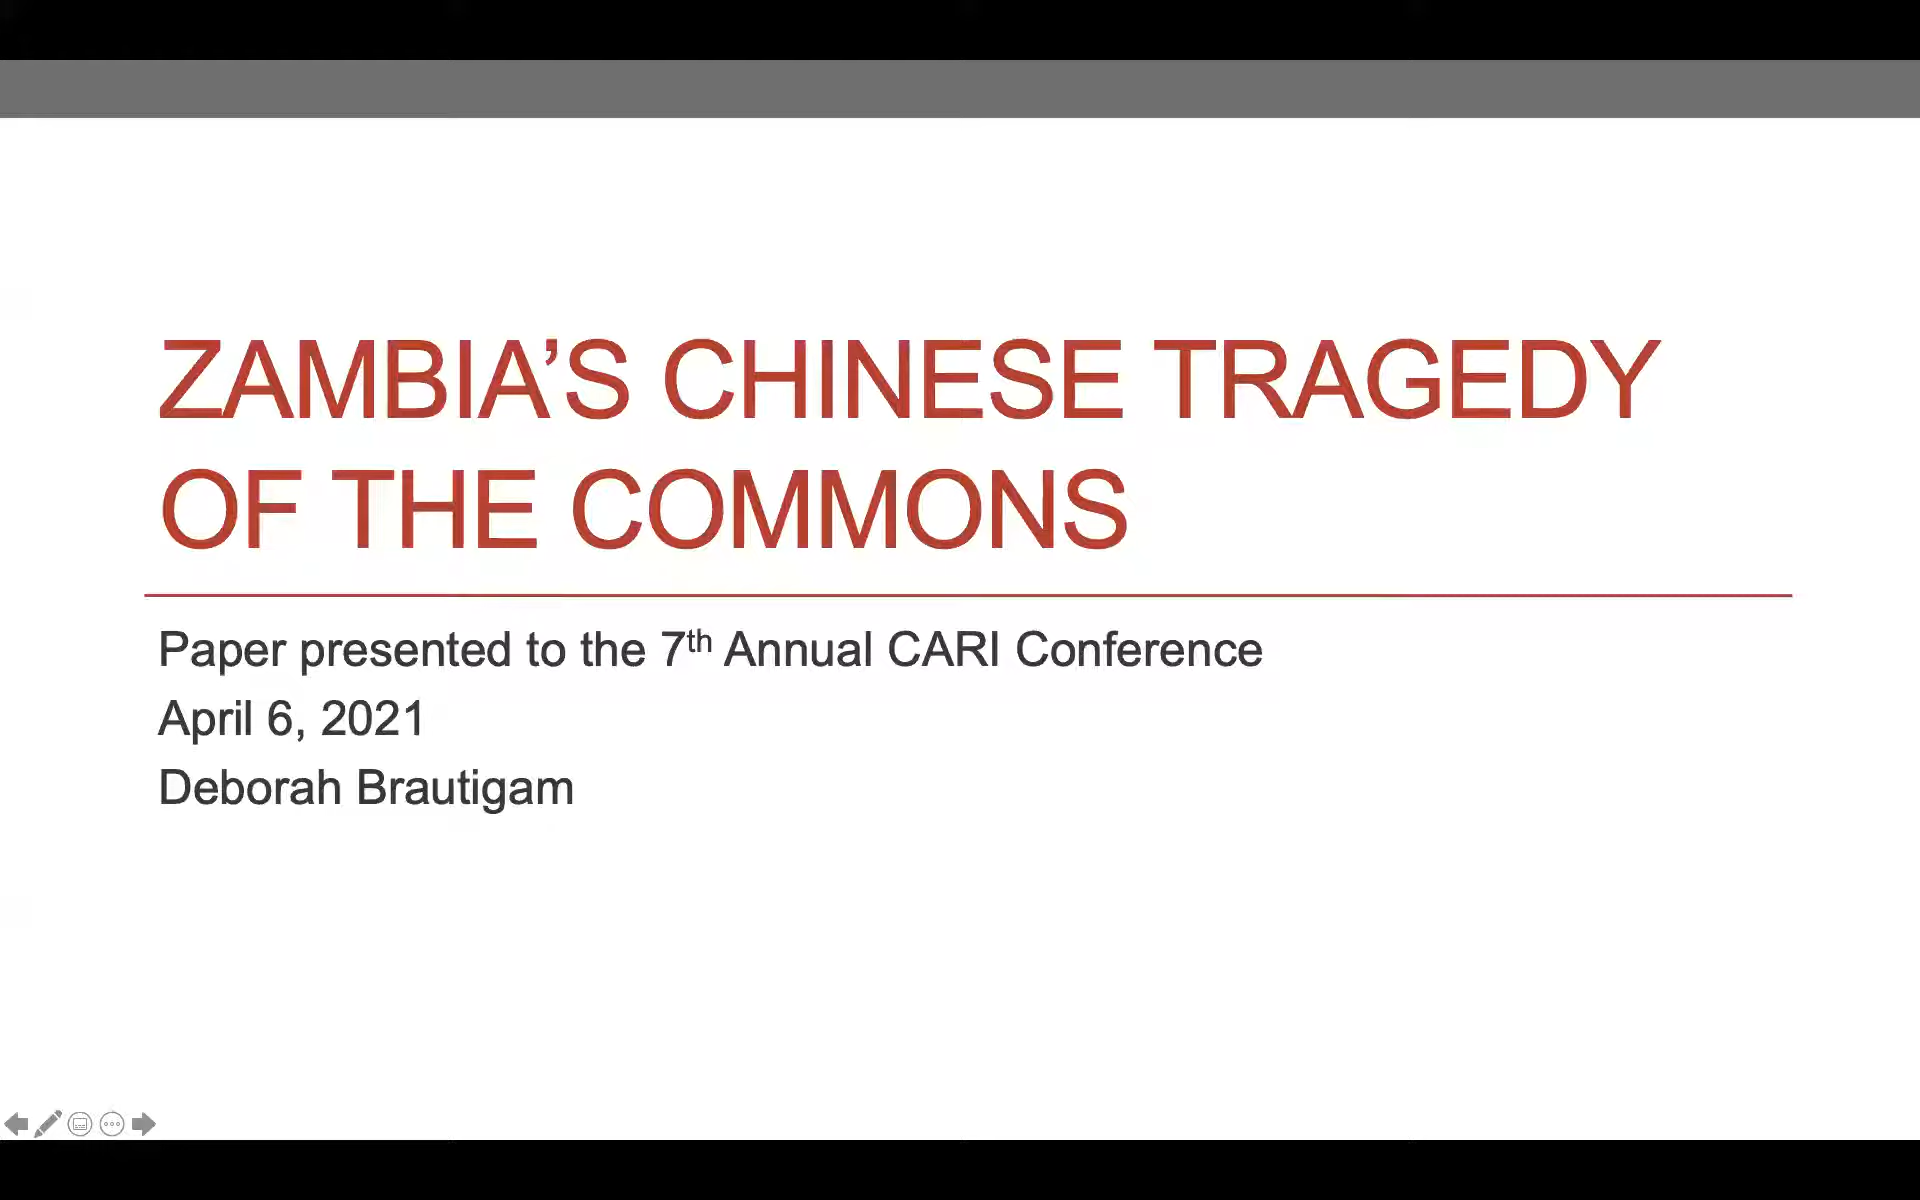 ZAMBIA’S CHINESE TRAGEDY
OF THE COMMONS
Paper presented to the 7th Annual CARI Conference
April 6, 2021
Deborah Brautigam